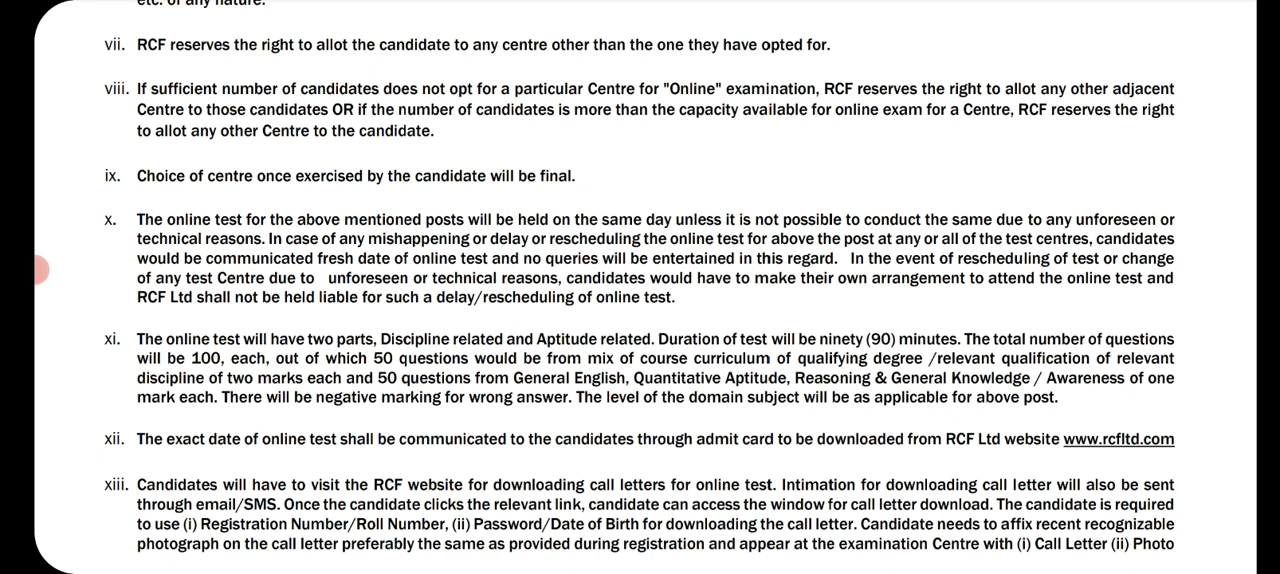 etc. of any nature.
vii. RCF reserves the right to allot the candidate to any centre other than the one they have opted for.
viii. If sufficient number of candidates does not opt for a particular Centre for "Online" examination, RCF reserves the right to allot any other adjacent
Centre to those candidates OR if the number of candidates is more than the capacity available for online exam for a Centre, RCF reserves the right
to allot any other Centre to the candidate.
ix. Choice of centre once exercised by the candidate will be final.
x. The online test for the above mentioned posts will be held on the same day unless it is not possible to conduct the same due to any unforeseen or
technical reasons. In case of any mishappening or delay or rescheduling the online test for above the post at any or all of the test centres, candidates
would be communicated fresh date of online test and no queries will be entertained in this regard. In the event of rescheduling of test or change
of any test Centre due to unforeseen or technical reasons, candidates would have to make their own arrangement to attend the online test and
RCF Ltd shall not be held liable for such a delay/rescheduling of online test.
xi. The online test will have two parts, Discipline related and Aptitude related. Duration of test will be ninety (90) minutes. The total number of questions
will be 100, each, out of which 50 questions would be from mix of course curriculum of qualifying degree /relevant qualification of relevant
discipline of two marks each and 50 questions from General English, Quantitative Aptitude, Reasoning & General Knowledge / Awareness of one
mark each. There will be negative marking for wrong answer. The level of the domain subject will be as applicable for above post.
xii. The exact date of online test shall be communicated to the candidates through admit card to be downloaded from RCF Ltd website www.rcfltd.com
xiii. Candidates will have to visit the RCF website for downloading call letters for online test. Intimation for downloading call letter will also be sent
through email/SMS. Once the candidate clicks the relevant link, candidate can access the window for call letter download. The candidate is required
to use (i) Registration Number/Roll Number, (ii) Password/Date of Birth for downloading the call letter. Candidate needs to affix recent recognizable
photograph on the call letter preferably the same as provided during registration and appear at the examination Centre with (i) Call Letter (ii) Photo